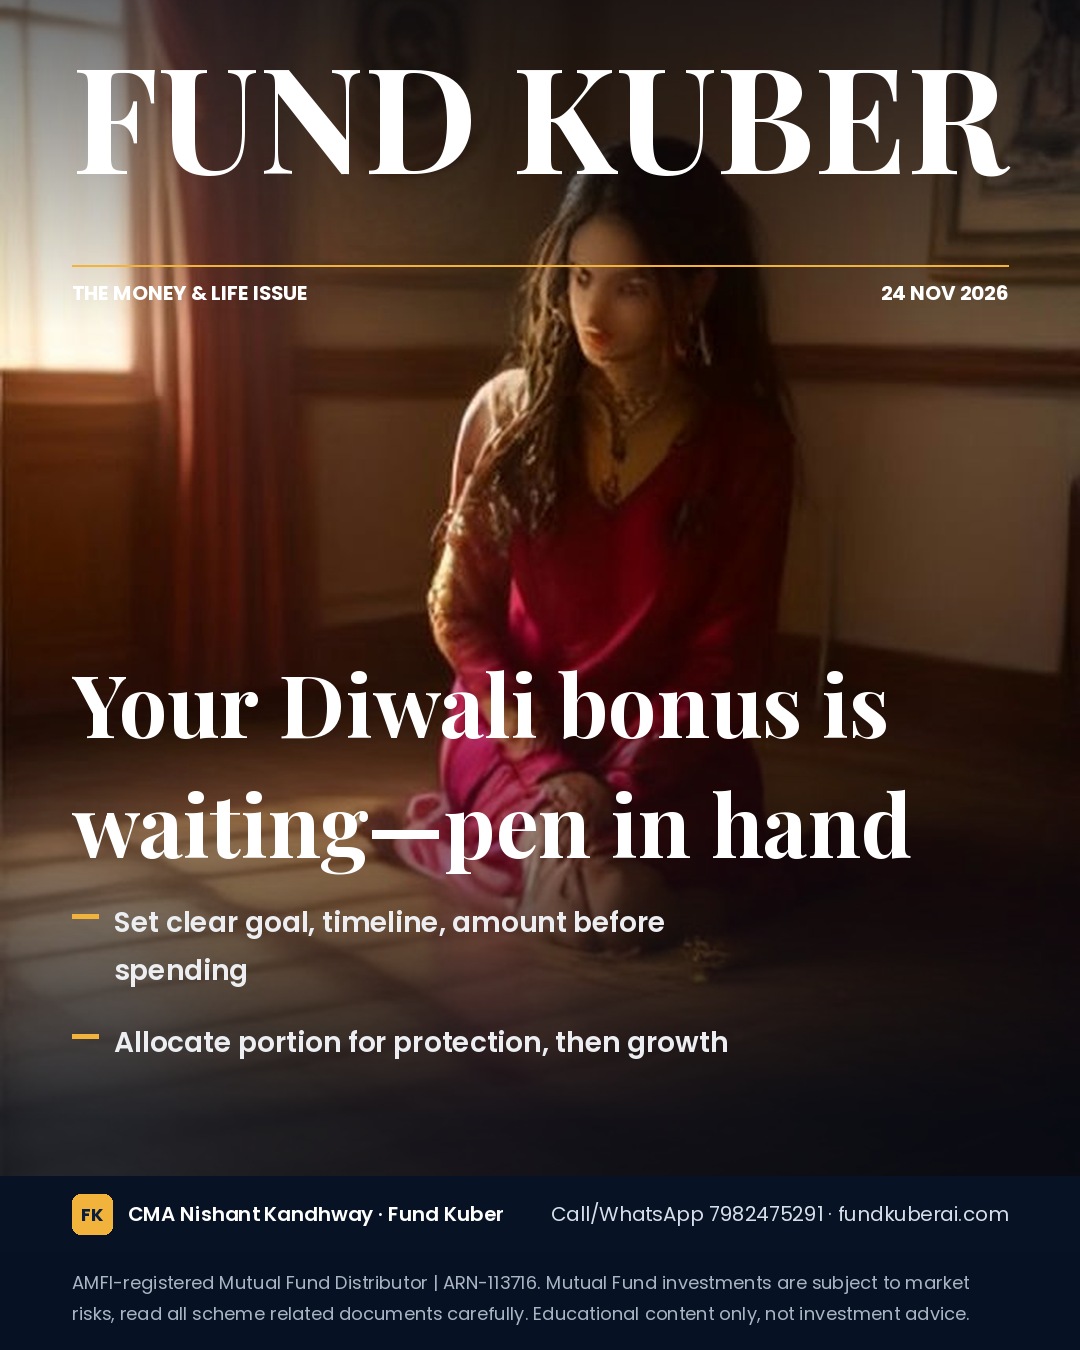 FUND KUBER
THE MONEY & LIFE ISSUE
24 NOV 2026
Your Diwali bonus is
waiting—pen in hand
Set clear goal, timeline, amount before
spending
Allocate portion for protection, then growth
FK
CMA Nishant Kandhway · Fund Kuber
Call/WhatsApp 7982475291 · fundkuberai.com
AMFI-registered Mutual Fund Distributor | ARN-113716. Mutual Fund investments are subject to market
risks, read all scheme related documents carefully. Educational content only, not investment advice.